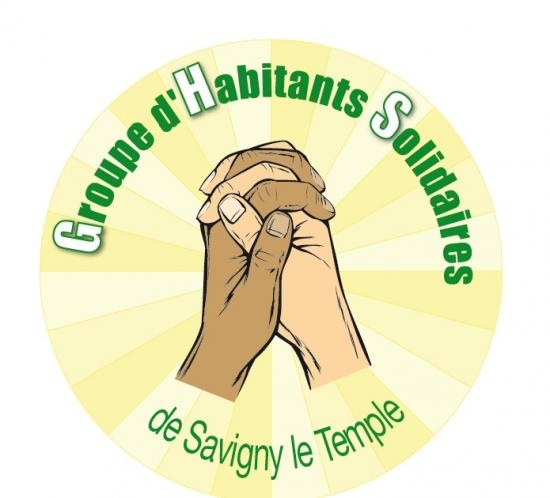 Groupe d'Habitants Solidaires
de Savigny le Temple